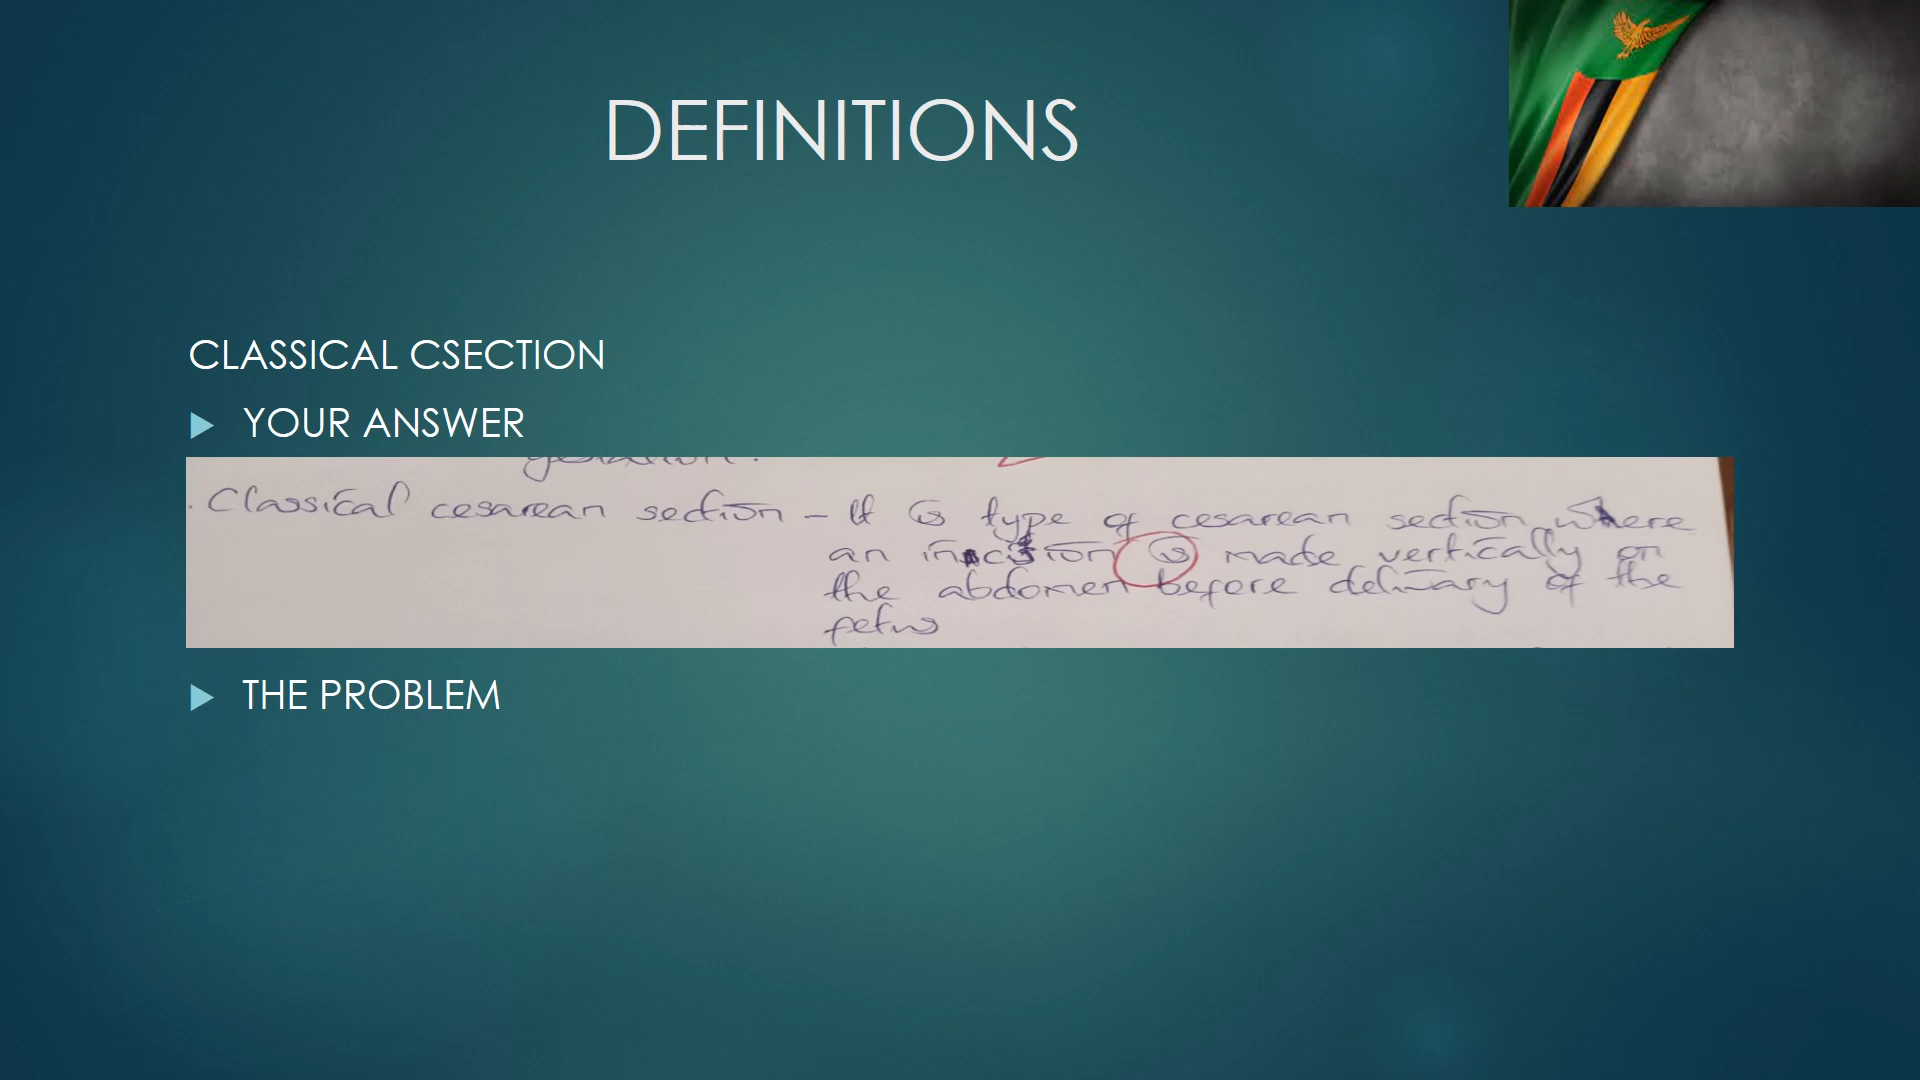 DEFINITIONS
CLASSICAL CSECTION
YOUR ANSWER
gestation.
. Classical cesarean section – It is type of cesarean section where
an incision is made vertically on
the abdomen before delivary of the
fetus
THE PROBLEM